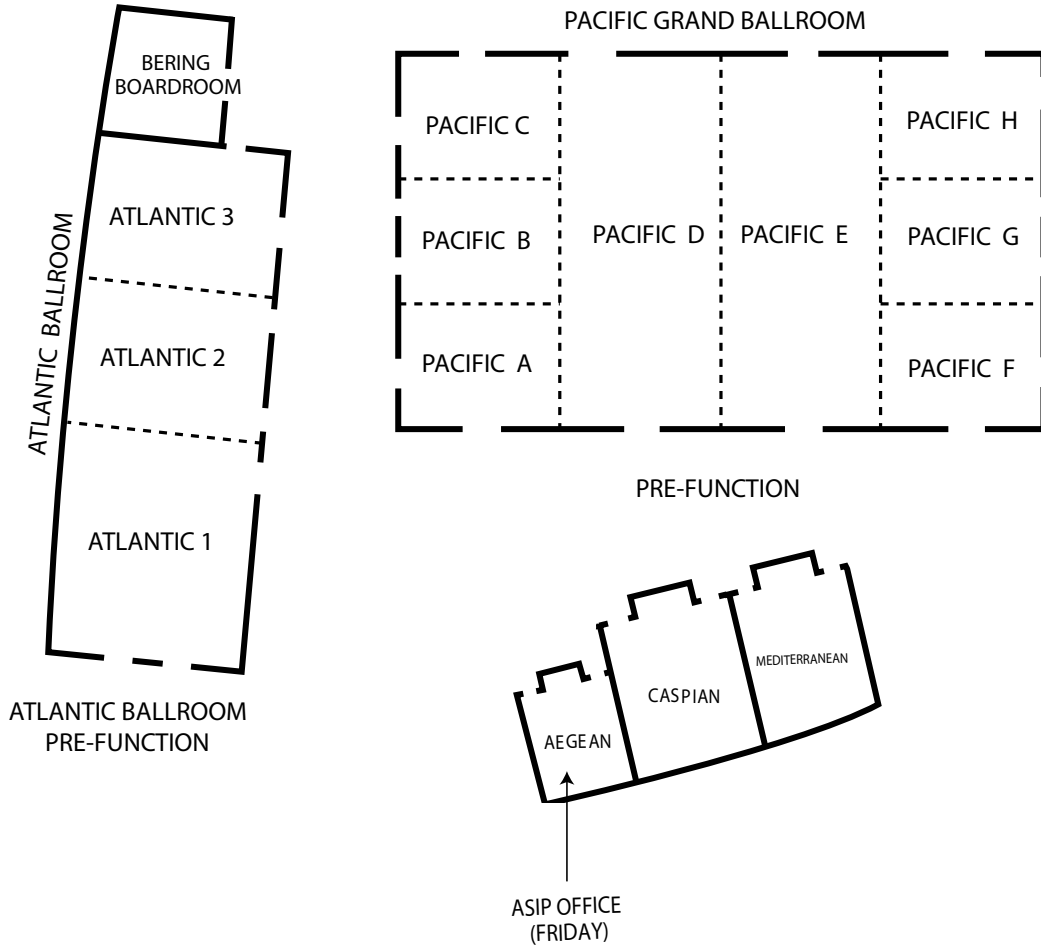 PACIFIC GRAND BALLROOM
BERING
BOARDROOM
ATLANTIC 3
ATLANTIC BALLROOM
ATLANTIC 2
ATLANTIC 1
ATLANTIC BALLROOM
PRE-FUNCTION
PACIFIC C
PACIFIC B
PACIFIC A
PACIFIC D
PACIFIC E
PACIFIC H
PACIFIC G
PACIFIC F
PRE-FUNCTION
AEGEAN
CASPIAN
MEDITERRANEAN
ASIP OFFICE
(FRIDAY)